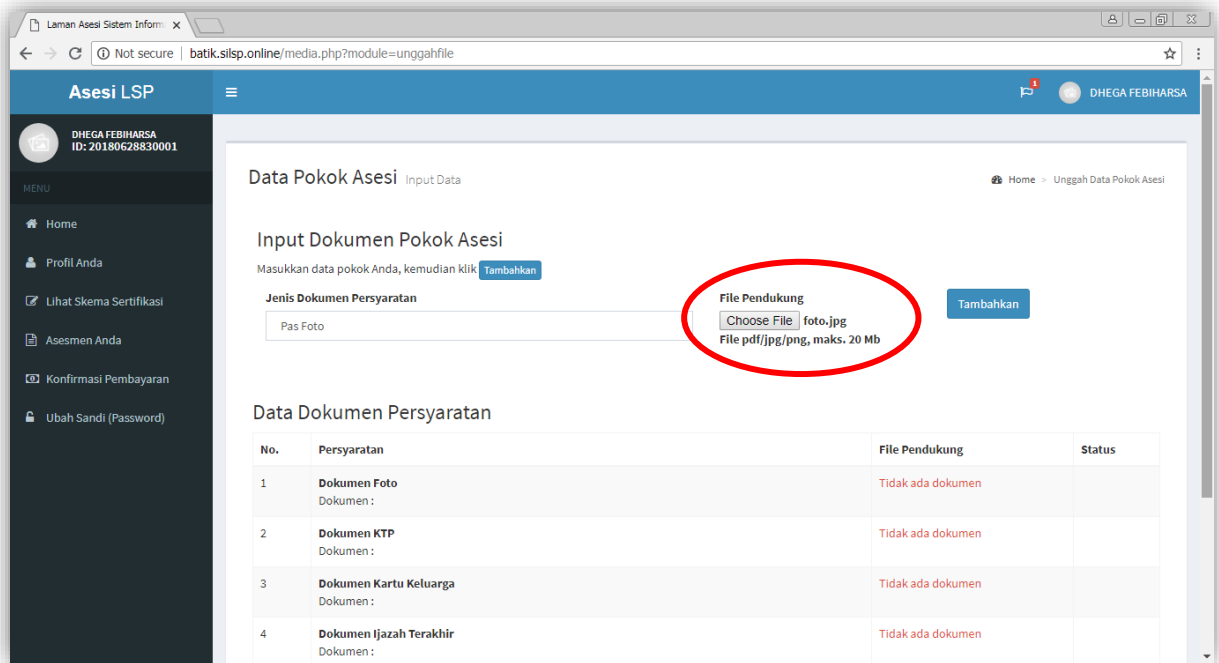 Laman Asesi Sistem Inform
Not secure | batik.silsp.online/media.php?module=unggahfile
Asesi LSP
1
DHEGA FEBIHARSA
DHEGA FEBIHARSA
ID: 20180628830001
MENU
Home
Profil Anda
Lihat Skema Sertifikasi
Asesmen Anda
Konfirmasi Pembayaran
Ubah Sandi (Password)
Data Pokok Asesi Input Data
Home > Unggah Data Pokok Asesi
Input Dokumen Pokok Asesi
Masukkan data pokok Anda, kemudian klik Tambahkan
Jenis Dokumen Persyaratan
Pas Foto
File Pendukung
Choose File foto.jpg
File pdf/jpg/png, maks. 20 Mb
Tambahkan
Data Dokumen Persyaratan
No. Persyaratan File Pendukung Status
1 Dokumen Foto Tidak ada dokumen
Dokumen :
2 Dokumen KTP Tidak ada dokumen
Dokumen :
3 Dokumen Kartu Keluarga Tidak ada dokumen
Dokumen :
4 Dokumen Ijazah Terakhir Tidak ada dokumen
Dokumen :